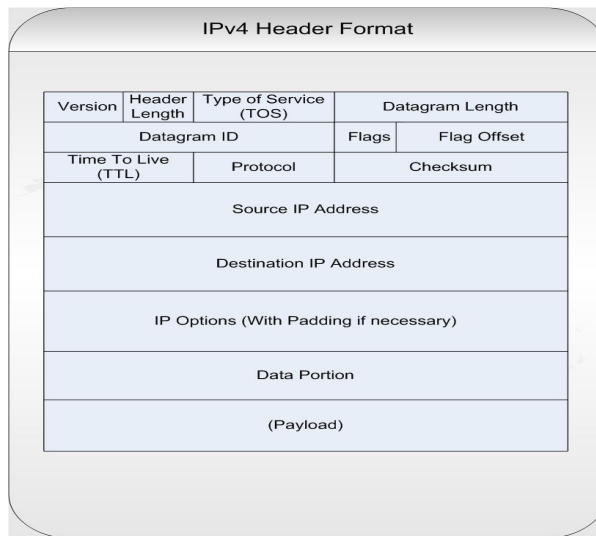 IPv4 Header Format
Version
Header
Length
Type of Service
(TOS)
Datagram Length
Datagram ID
Flags
Flag Offset
Time To Live
(TTL)
Protocol
Checksum
Source IP Address
Destination IP Address
IP Options (With Padding if necessary)
Data Portion
(Payload)